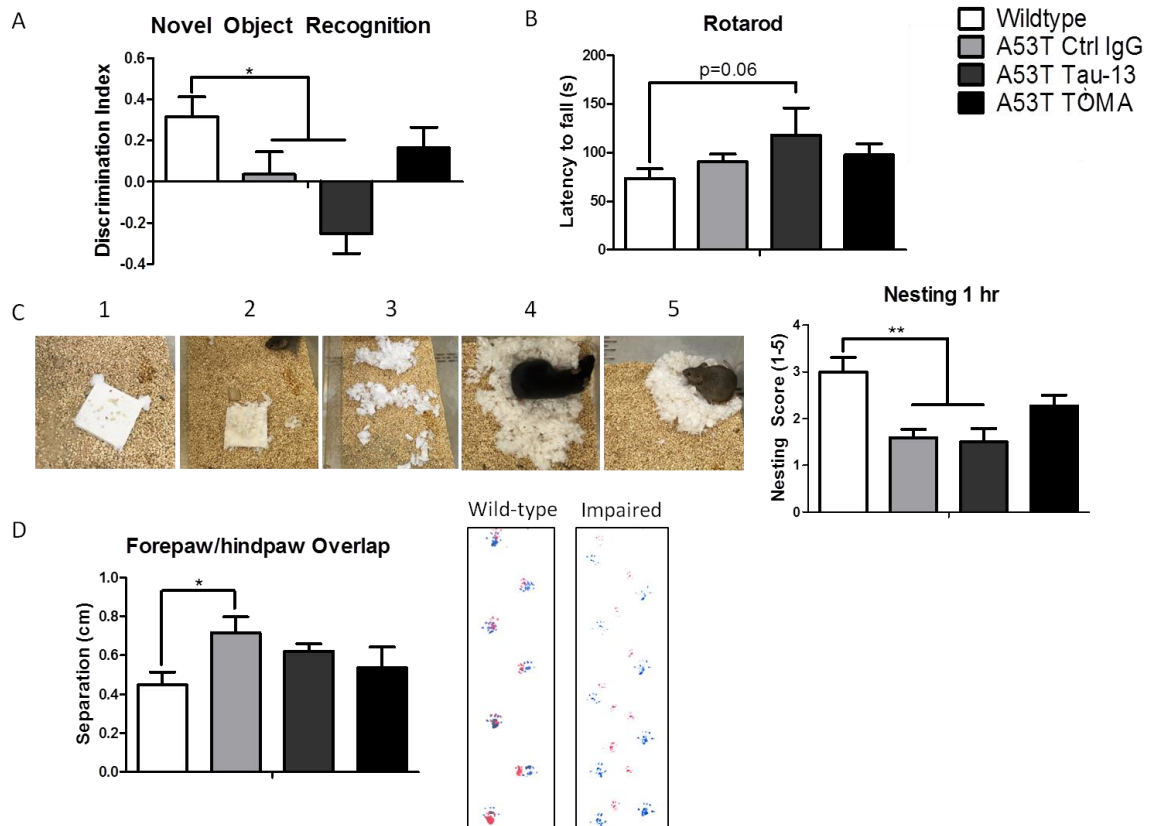 A
Novel Object Recognition
Discrimination Index
0.6
0.4
0.2
0.0
-0.2
-0.4
*
B
Rotarod
Latency to fall (s)
200
150
100
50
0
p=0.06
Wildtype
A53T Ctrl IgG
A53T Tau-13
A53T TOMA
C
1 2 3 4 5
Nesting 1 hr
Nesting Score (1-5)
4
3
2
1
0
**
D
Forepaw/hindpaw Overlap
Separation (cm)
1.0
0.8
0.6
0.4
0.2
0.0
*
Wild-type Impaired